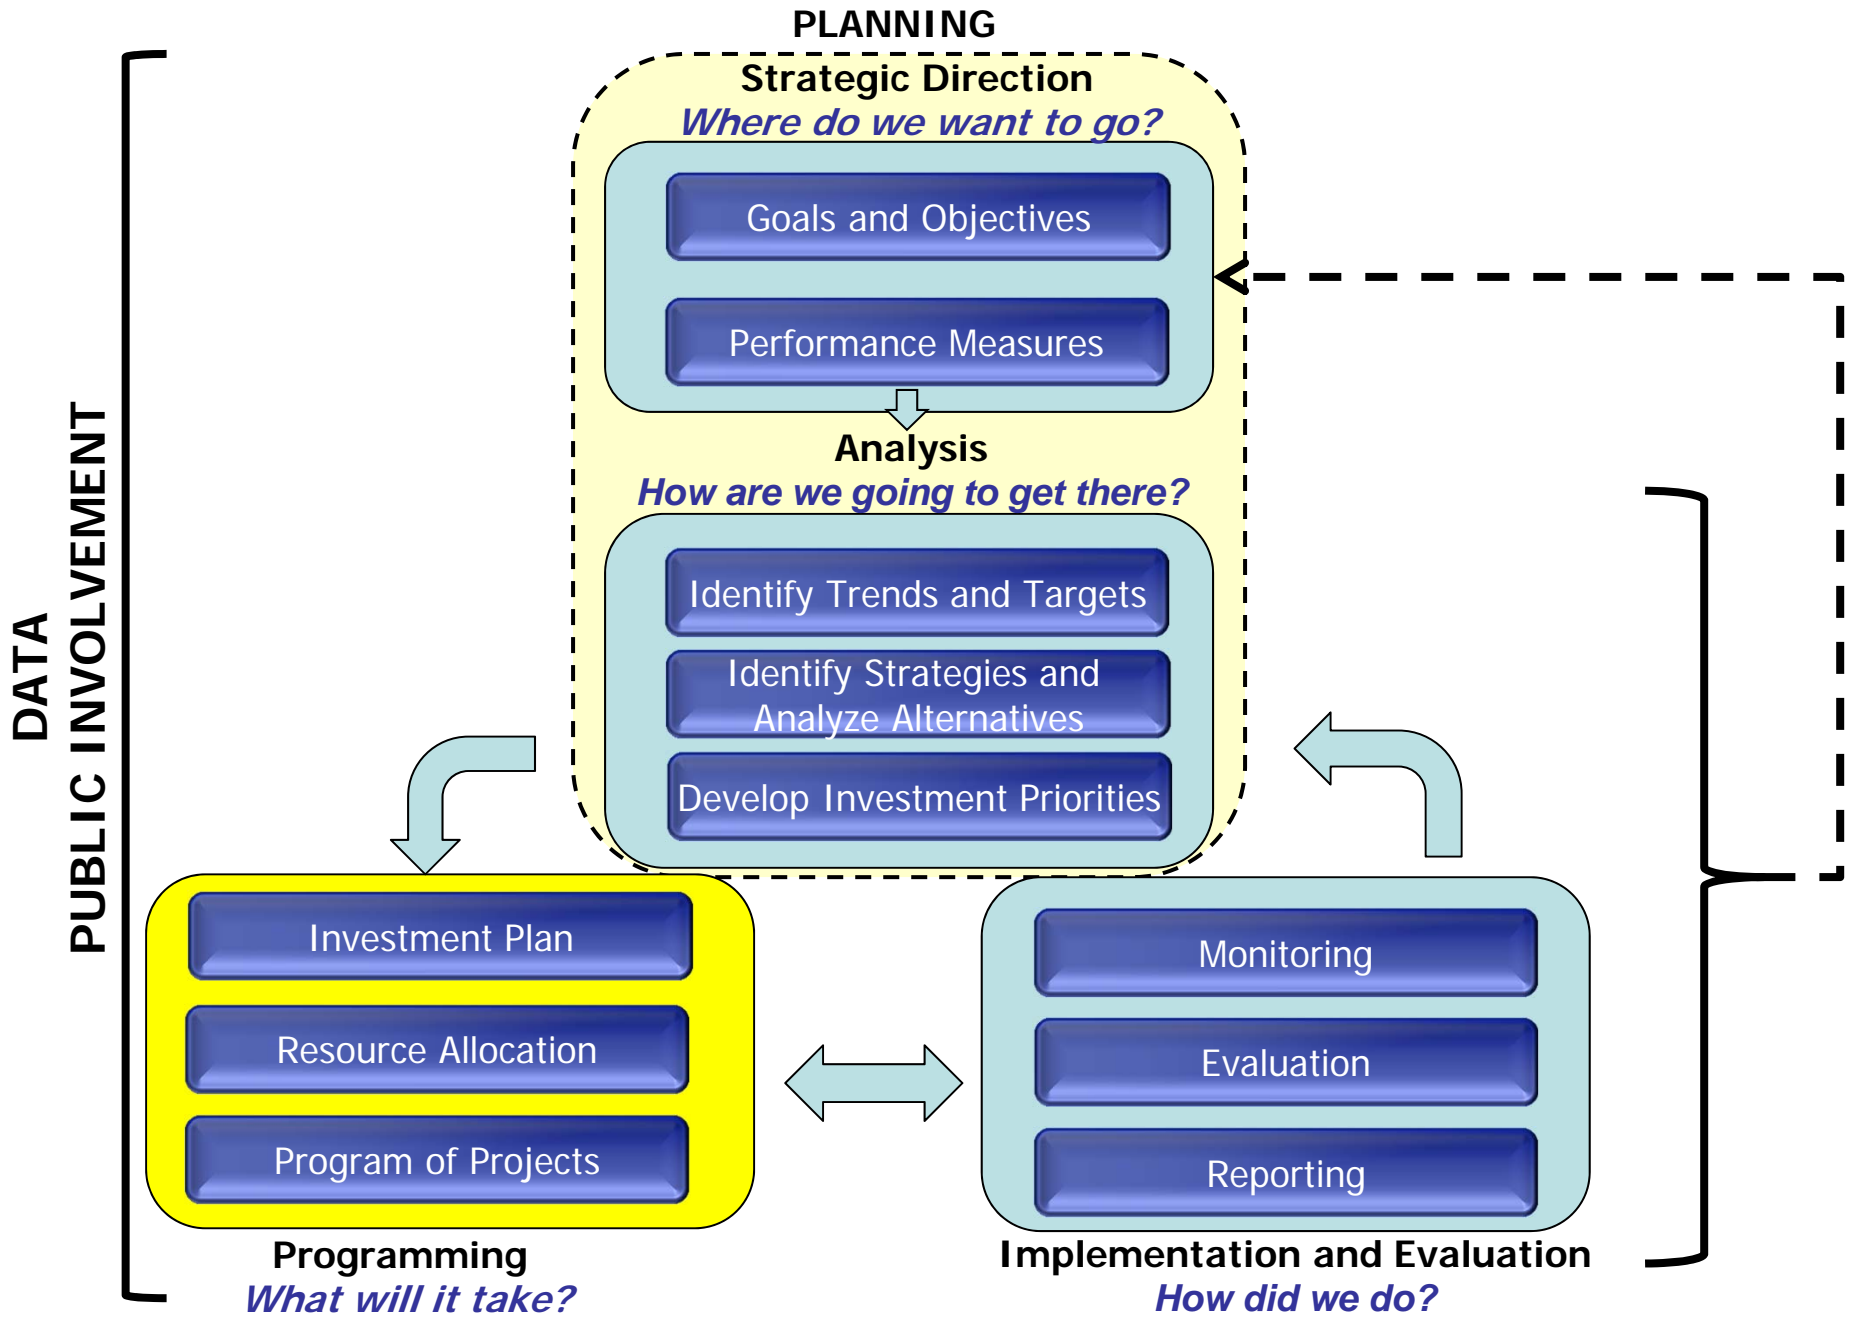 PLANNING
Strategic Direction
Where do we want to go?
Goals and Objectives
Performance Measures
Analysis
How are we going to get there?
Identify Trends and Targets
Identify Strategies and
Analyze Alternatives
Develop Investment Priorities
DATA
PUBLIC INVOLVEMENT
Investment Plan
Resource Allocation
Program of Projects
Programming
What will it take?
Monitoring
Evaluation
Reporting
Implementation and Evaluation
How did we do?